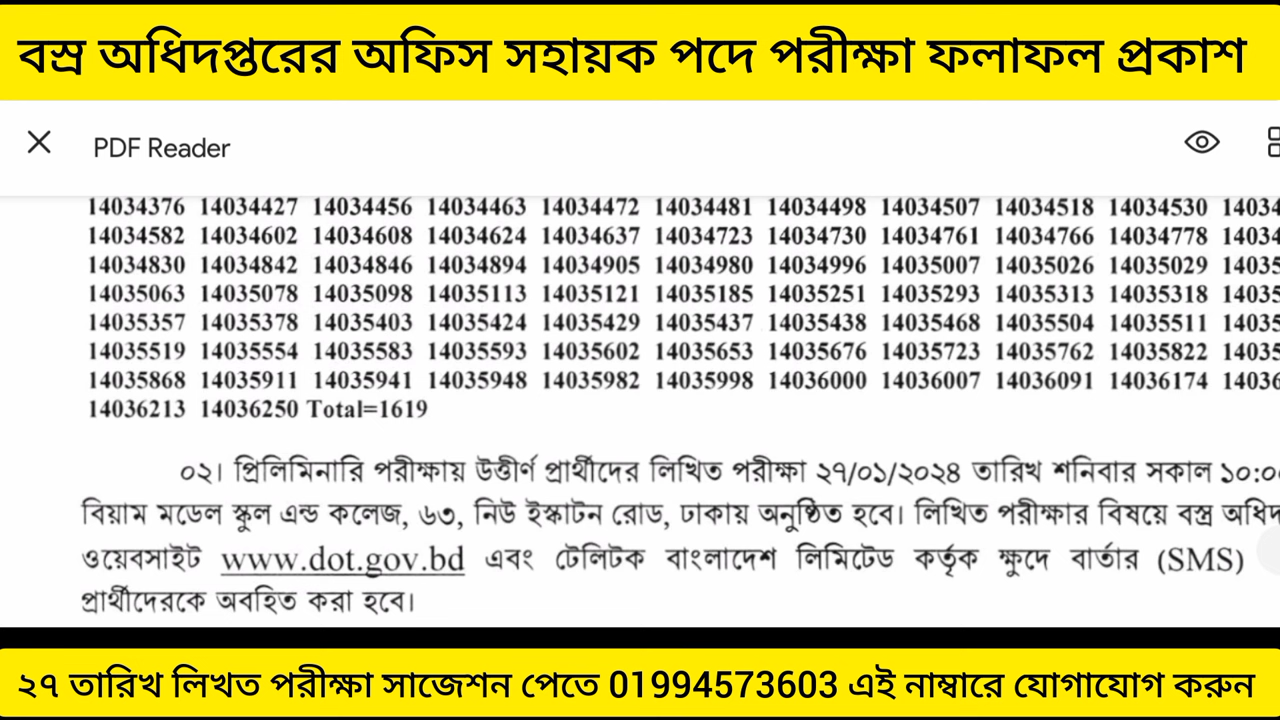 বস্ত্র অধিদপ্তরের অফিস সহায়ক পদে পরীক্ষা ফলাফল প্রকাশ
PDF Reader
14034376 14034427 14034456 14034463 14034472 14034481 14034498 14034507 14034518 14034530
14034582 14034602 14034608 14034624 14034637 14034723 14034730 14034761 14034766 14034778
14034830 14034842 14034846 14034894 14034905 14034980 14034996 14035007 14035026 14035029
14035063 14035078 14035098 14035113 14035121 14035185 14035251 14035293 14035313 14035318
14035357 14035378 14035403 14035424 14035429 14035437 14035438 14035468 14035504 14035511
14035519 14035554 14035583 14035593 14035602 14035653 14035676 14035723 14035762 14035822
14035868 14035911 14035941 14035948 14035982 14035998 14036000 14036007 14036091 14036174
14036213 14036250 Total=1619
০২। প্রিলিমিনারি পরীক্ষায় উত্তীর্ণ প্রার্থীদের লিখিত পরীক্ষা ২৭/০১/২০২৪ তারিখ শনিবার সকাল
বিয়াম মডেল স্কুল এন্ড কলেজ, ৬৩, নিউ ইস্কাটন রোড, ঢাকায় অনুষ্ঠিত হবে। লিখিত পরীক্ষার বিষয়ে বস্ত্র
ওয়েবসাইট www.dot.gov.bd এবং টেলিটক বাংলাদেশ লিমিটেড কর্তৃক ক্ষুদে বার্তার (SMS)
প্রার্থীদেরকে অবহিত করা হবে।
২৭ তারিখ লিখত পরীক্ষা সাজেশন পেতে 01994573603 এই নাম্বারে যোগাযোগ করুন